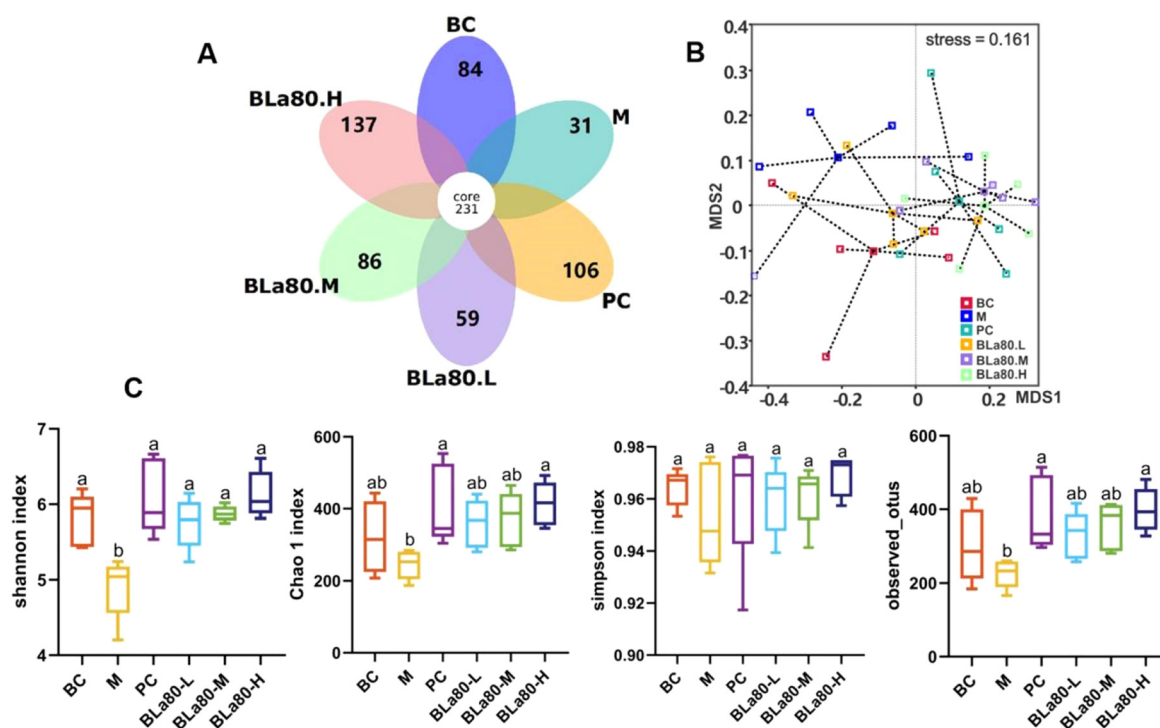 A
BC
84
BLa80.H
137
M
31
core
231
86
BLa80.M
106
PC
59
BLa80.L
B
stress = 0.161
0.4
0.3
0.2
0.1
0
-0.1
-0.2
-0.3
-0.4
MDS2
-0.4
-0.2
0
0.2
MDS1
BC
M
PC
BLa80.L
BLa80.M
BLa80.H
C
shannon index
7
6
5
4
a
b
a
a
a
a
BC
M
PC
BLa80-L
BLa80-M
BLa80-H
Chao 1 index
600
400
200
0
ab
b
a
ab
ab
a
BC
M
PC
BLa80-L
BLa80-M
BLa80-H
simpson index
0.98
0.96
0.94
0.92
0.90
a
a
a
a
a
a
BC
M
PC
BLa80-L
BLa80-M
BLa80-H
observed_otus
600
400
200
0
ab
b
a
ab
ab
a
BC
M
PC
BLa80-L
BLa80-M
BLa80-H